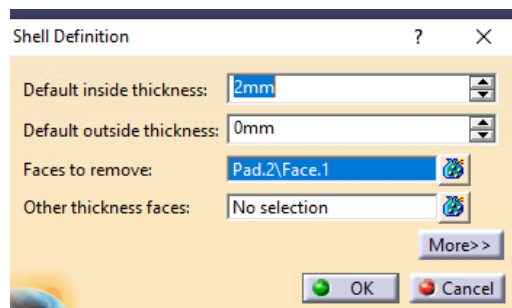 Shell Definition ? X
Default inside thickness: 2mm
Default outside thickness: 0mm
Faces to remove: Pad.2\Face.1
Other thickness faces: No selection
More>>
OK Cancel